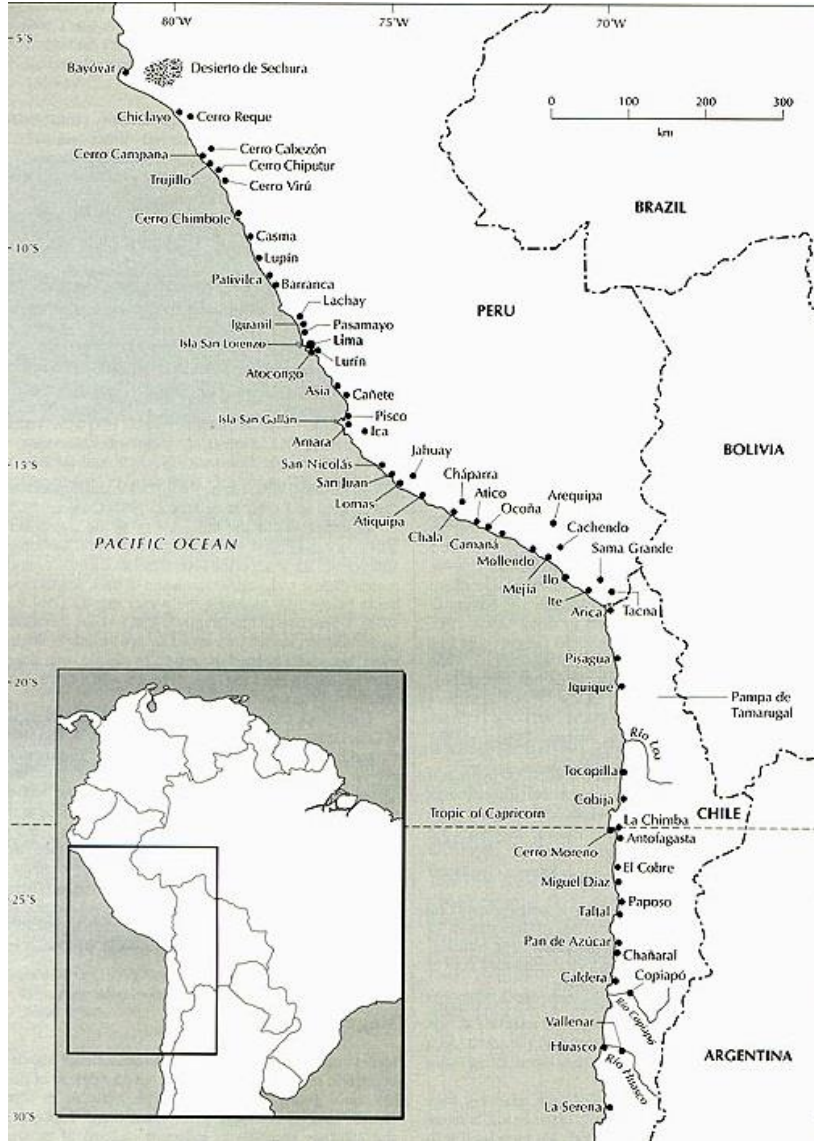 80°W
75°W
70°W
5°S
Bayóvar
Desierto de Sechura
0 100 200 300
km
Chiclayo
Cerro Reque
Cerro Cabezón
Cerro Campana
Cerro Chiputur
Trujillo
Cerro Virú
BRAZIL
Cerro Chimbote
Casma
10°S
Lupín
Pativilca
Barranca
Lachay
PERU
Iguanil
Pasamayo
Isla San Lorenzo
Lima
Lurín
Atocongo
Asia
Cañete
Pisco
Isla San Gallán
Ica
Amara
BOLIVIA
15°S
San Nicolás
Jahuay
San Juan
Cháparra
Lomas
Atico
Arequipa
Atiquipa
Ocoña
Chala
Cachendo
Camaná
PACIFIC OCEAN
Mollendo
Sama Grande
Mejía
Ilo
Ite
Tacna
Arica
Pisagua
20°S
Iquique
Pampa de
Tamarugal
Río Loa
Tocopilla
Cobija
CHILE
Tropic of Capricorn
La Chimba
Antofagasta
Cerro Moreno
El Cobre
Miguel Díaz
25°S
Paposo
Taltal
Pan de Azúcar
Chañaral
Copiapó
Caldera
Río Copiapó
Vallenar
Huasco
Río Huasco
ARGENTINA
La Serena
30°S